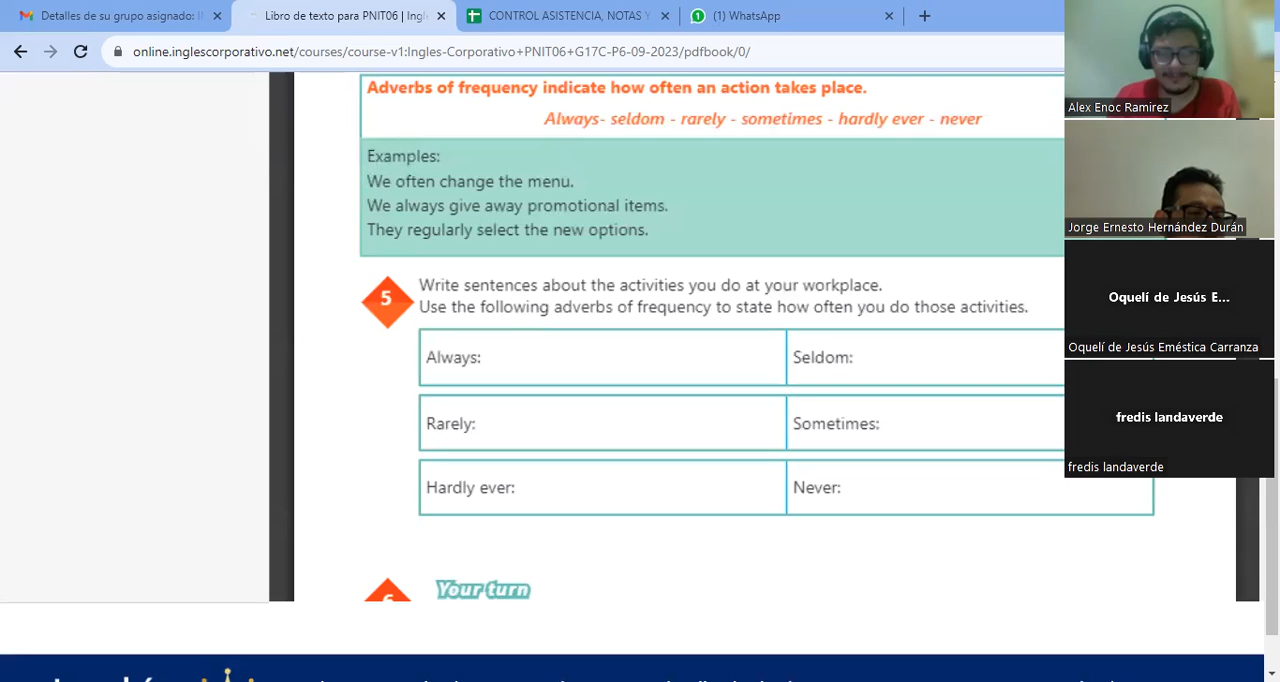 Detalles de su grupo asignado: I
Libro de texto para PNIT06 | Ingl
CONTROL ASISTENCIA, NOTAS Y
(1) WhatsApp
online.inglescorporativo.net/courses/course-v1:Ingles-Corporativo+PNIT06+G17C-P6-09-2023/pdfbook/0/
Adverbs of frequency indicate how often an action takes place.
Always- seldom - rarely - sometimes - hardly ever - never
Examples:
We often change the menu.
We always give away promotional items.
They regularly select the new options.
5
Write sentences about the activities you do at your workplace.
Use the following adverbs of frequency to state how often you do those activities.
Always:
Seldom:
Rarely:
Sometimes:
Hardly ever:
Never:
6
Your turn
Alex Enoc Ramirez
Jorge Ernesto Hernández Durán
Oquelí de Jesús E...
Oquelí de Jesús Eméstica Carranza
fredis landaverde
fredis landaverde